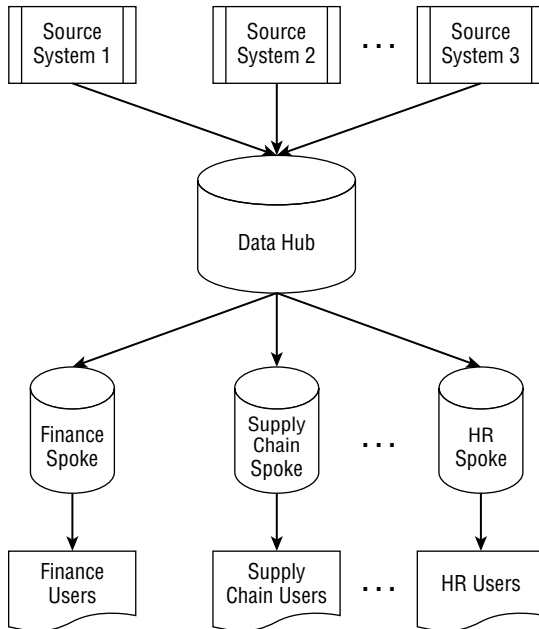 Source
System 1
Source
System 2
...
Source
System 3
Data Hub
Finance
Spoke
Supply
Chain
Spoke
...
HR
Spoke
Finance
Users
Supply
Chain Users
...
HR Users